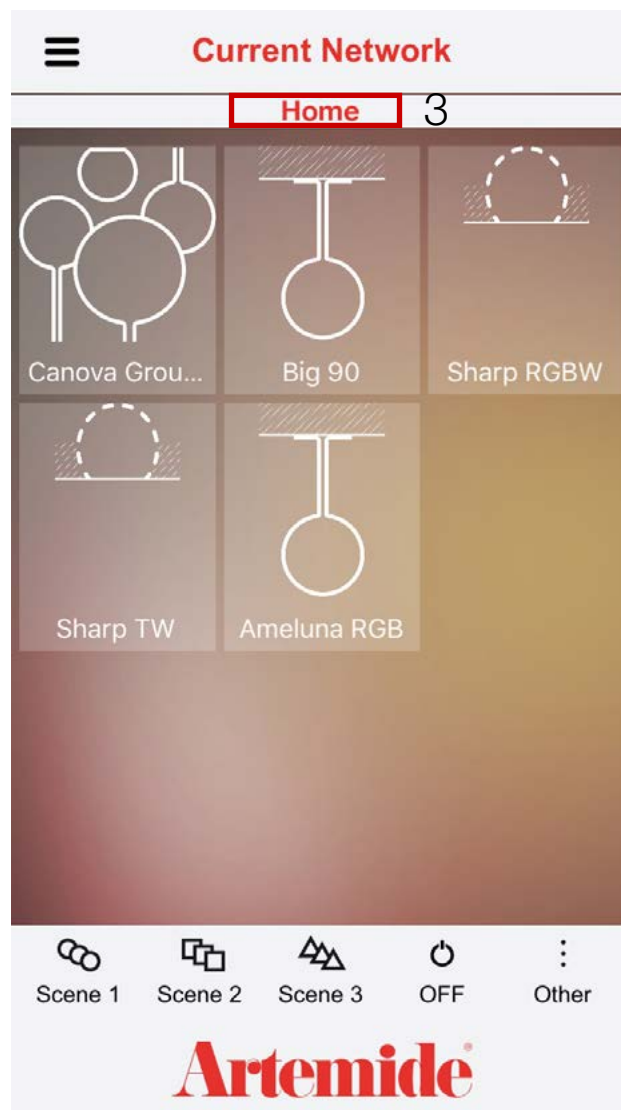 Current Network
Home 3
Canova Grou... Big 90 Sharp RGBW
Sharp TW Ameluna RGB
Scene 1 Scene 2 Scene 3 OFF Other
Artemide®